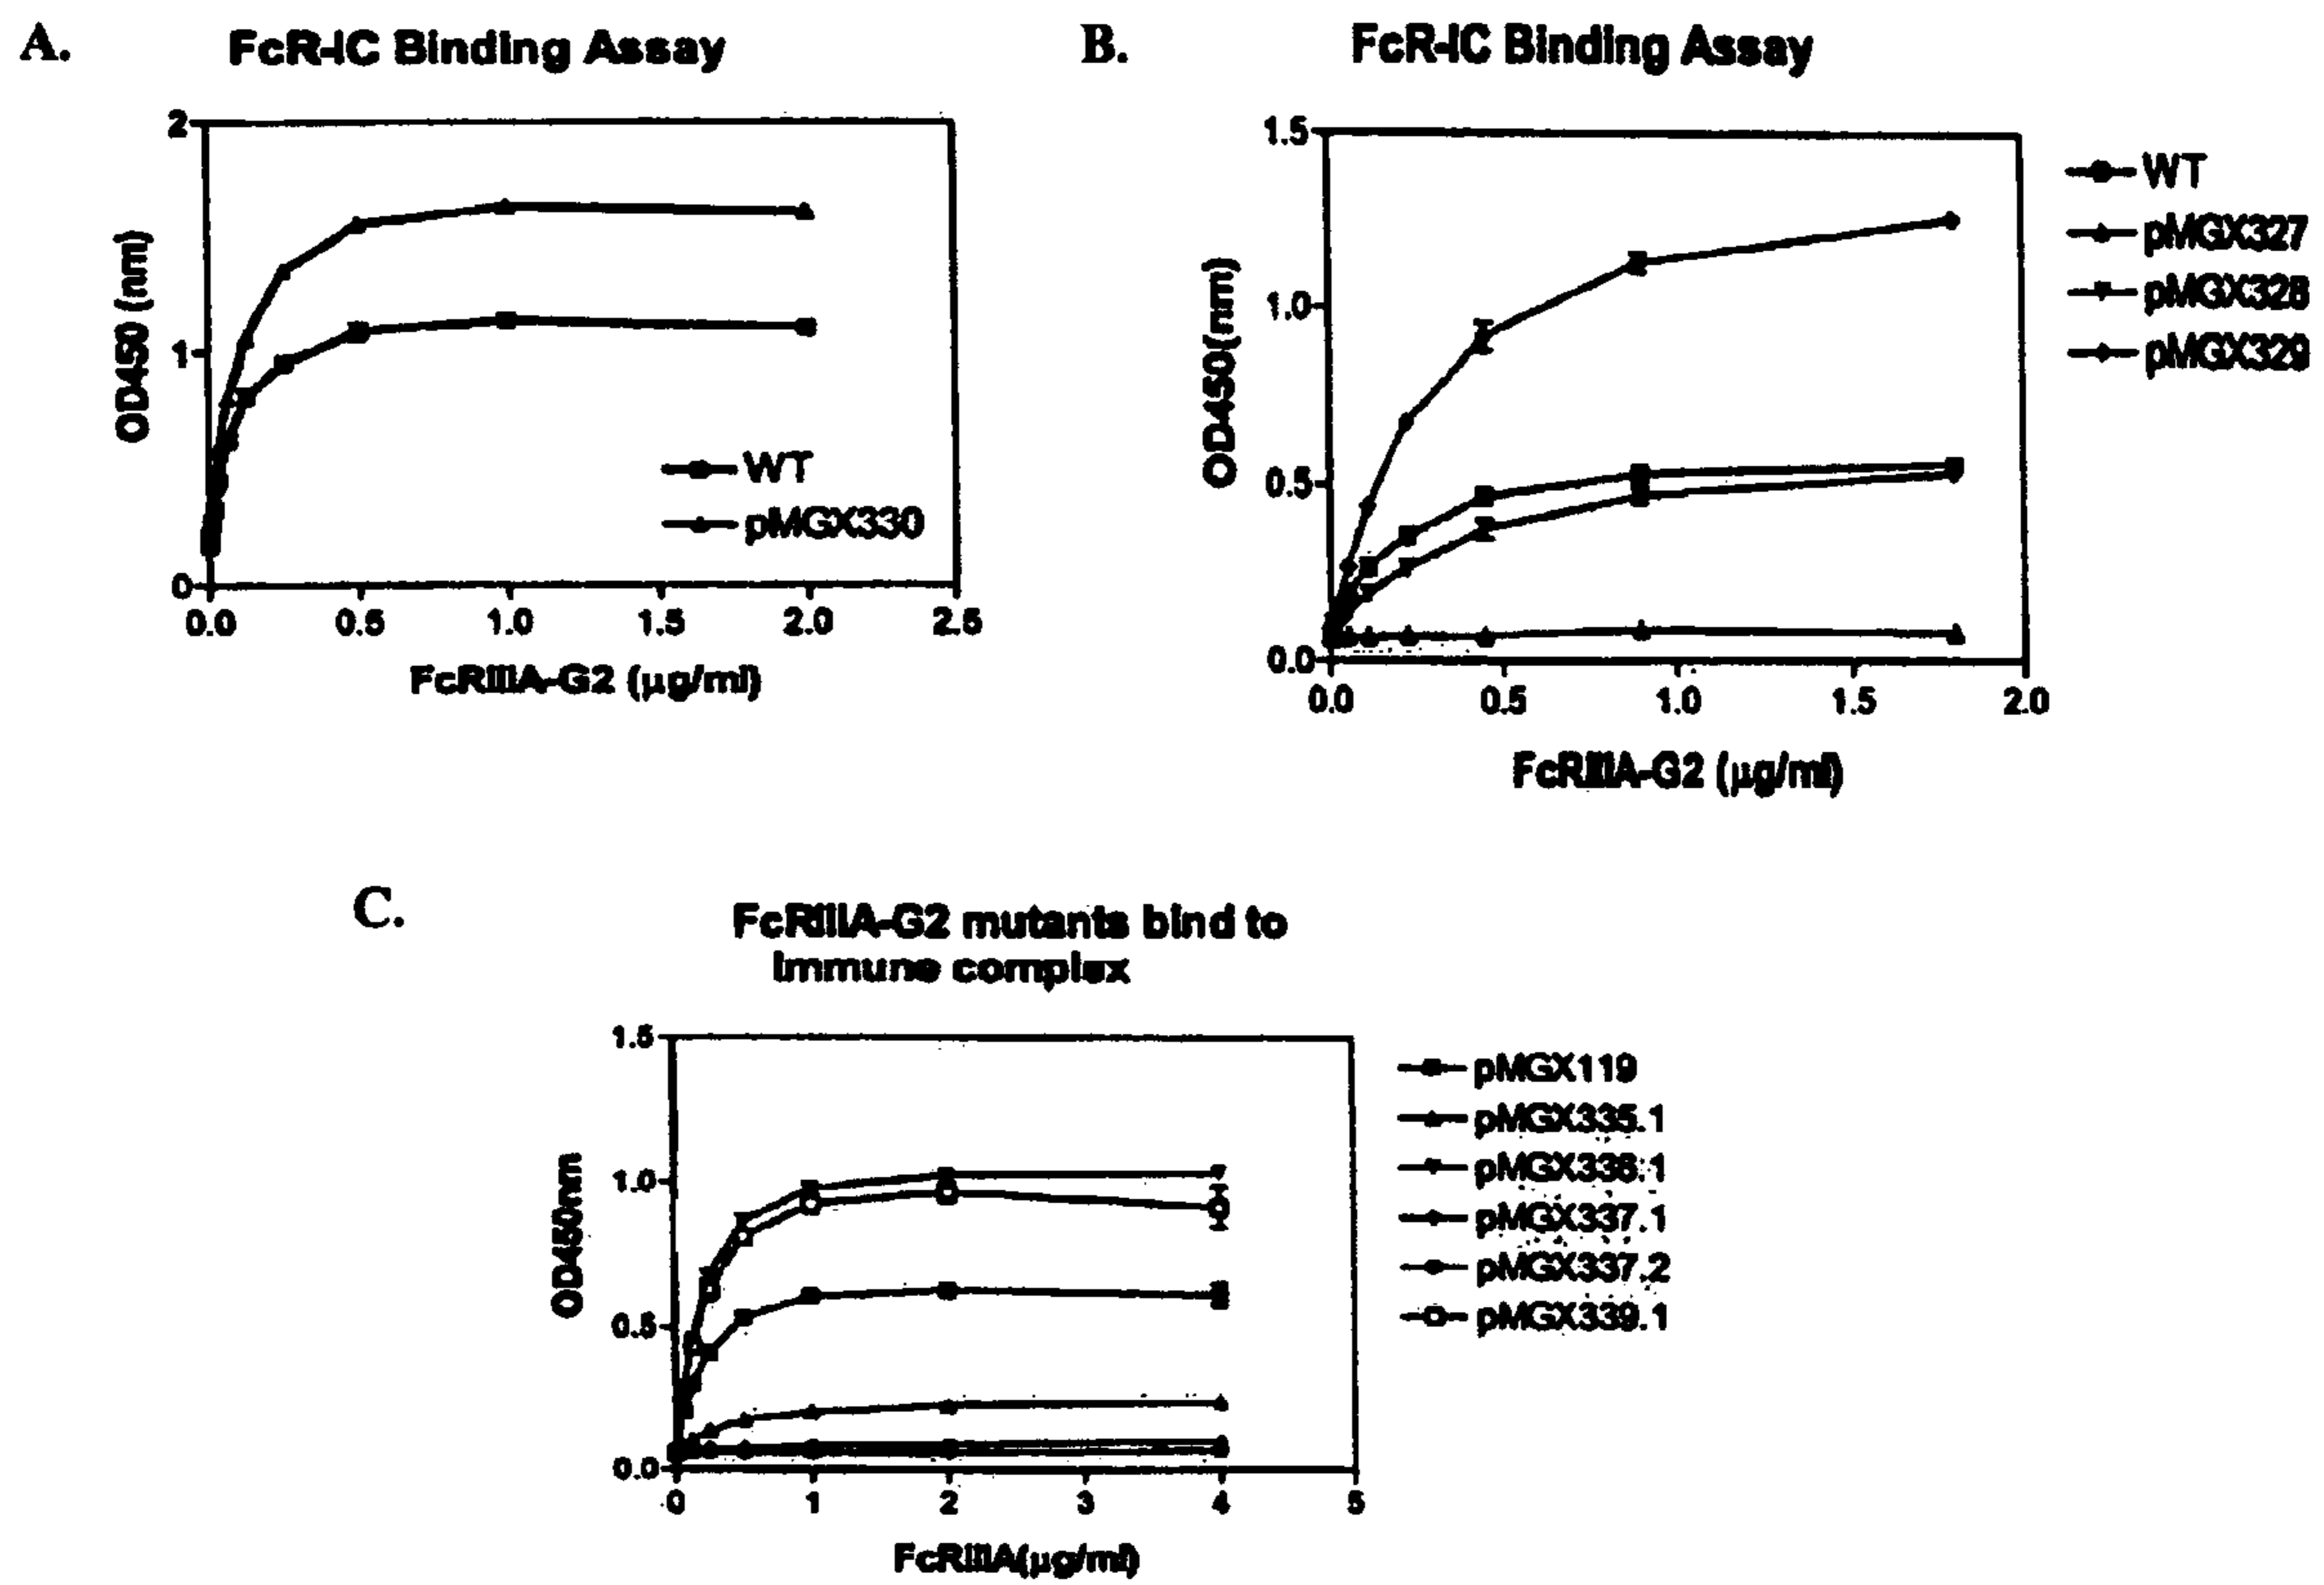 A.
FcR-IC Binding Assay
2
1
0
OD450 (nm)
0.0 0.5 1.0 1.5 2.0 2.5
FcRIIIA-G2 (µg/ml)
WT
pMGX330
B.
FcR-IC Binding Assay
1.5
1.0
0.5
0.0
OD450(nm)
0.0 0.5 1.0 1.5 2.0
FcRIIIA-G2 (µg/ml)
WT
pMGX327
pMGX328
pMGX329
C.
FcRIIIA-G2 mutants bind to
immune complex
1.5
1.0
0.5
0.0
OD450nm
0 1 2 3 4 5
FcRIIIA(µg/ml)
pMGX119
pMGX335.1
pMGX336.1
pMGX337.1
pMGX337.2
pMGX339.1